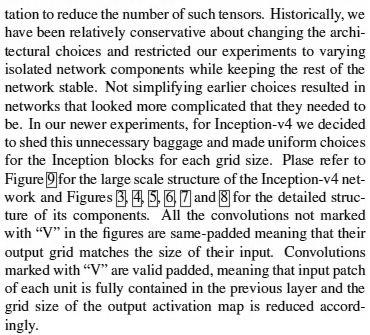 tation to reduce the number of such tensors. Historically, we
have been relatively conservative about changing the archi-
tectural choices and restricted our experiments to varying
isolated network components while keeping the rest of the
network stable. Not simplifying earlier choices resulted in
networks that looked more complicated that they needed to
be. In our newer experiments, for Inception-v4 we decided
to shed this unnecessary baggage and made uniform choices
for the Inception blocks for each grid size. Plase refer to
Figure 9 for the large scale structure of the Inception-v4 net-
work and Figures 3, 4, 5, 6, 7 and 8 for the detailed struc-
ture of its components. All the convolutions not marked
with “V” in the figures are same-padded meaning that their
output grid matches the size of their input. Convolutions
marked with “V” are valid padded, meaning that input patch
of each unit is fully contained in the previous layer and the
grid size of the output activation map is reduced accord-
ingly.